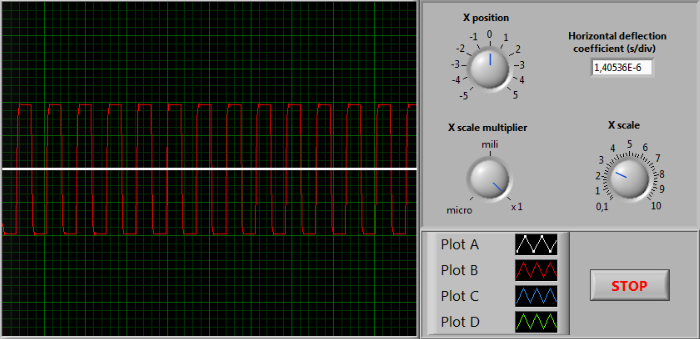 X position
-5 -4 -3 -2 -1 0 1 2 3 4 5
Horizontal deflection
coefficient (s/div)
1,40536E-6
X scale multiplier
micro mili x1
X scale
0,1 1 2 3 4 5 6 7 8 9 10
Plot A
Plot B
Plot C
Plot D
STOP